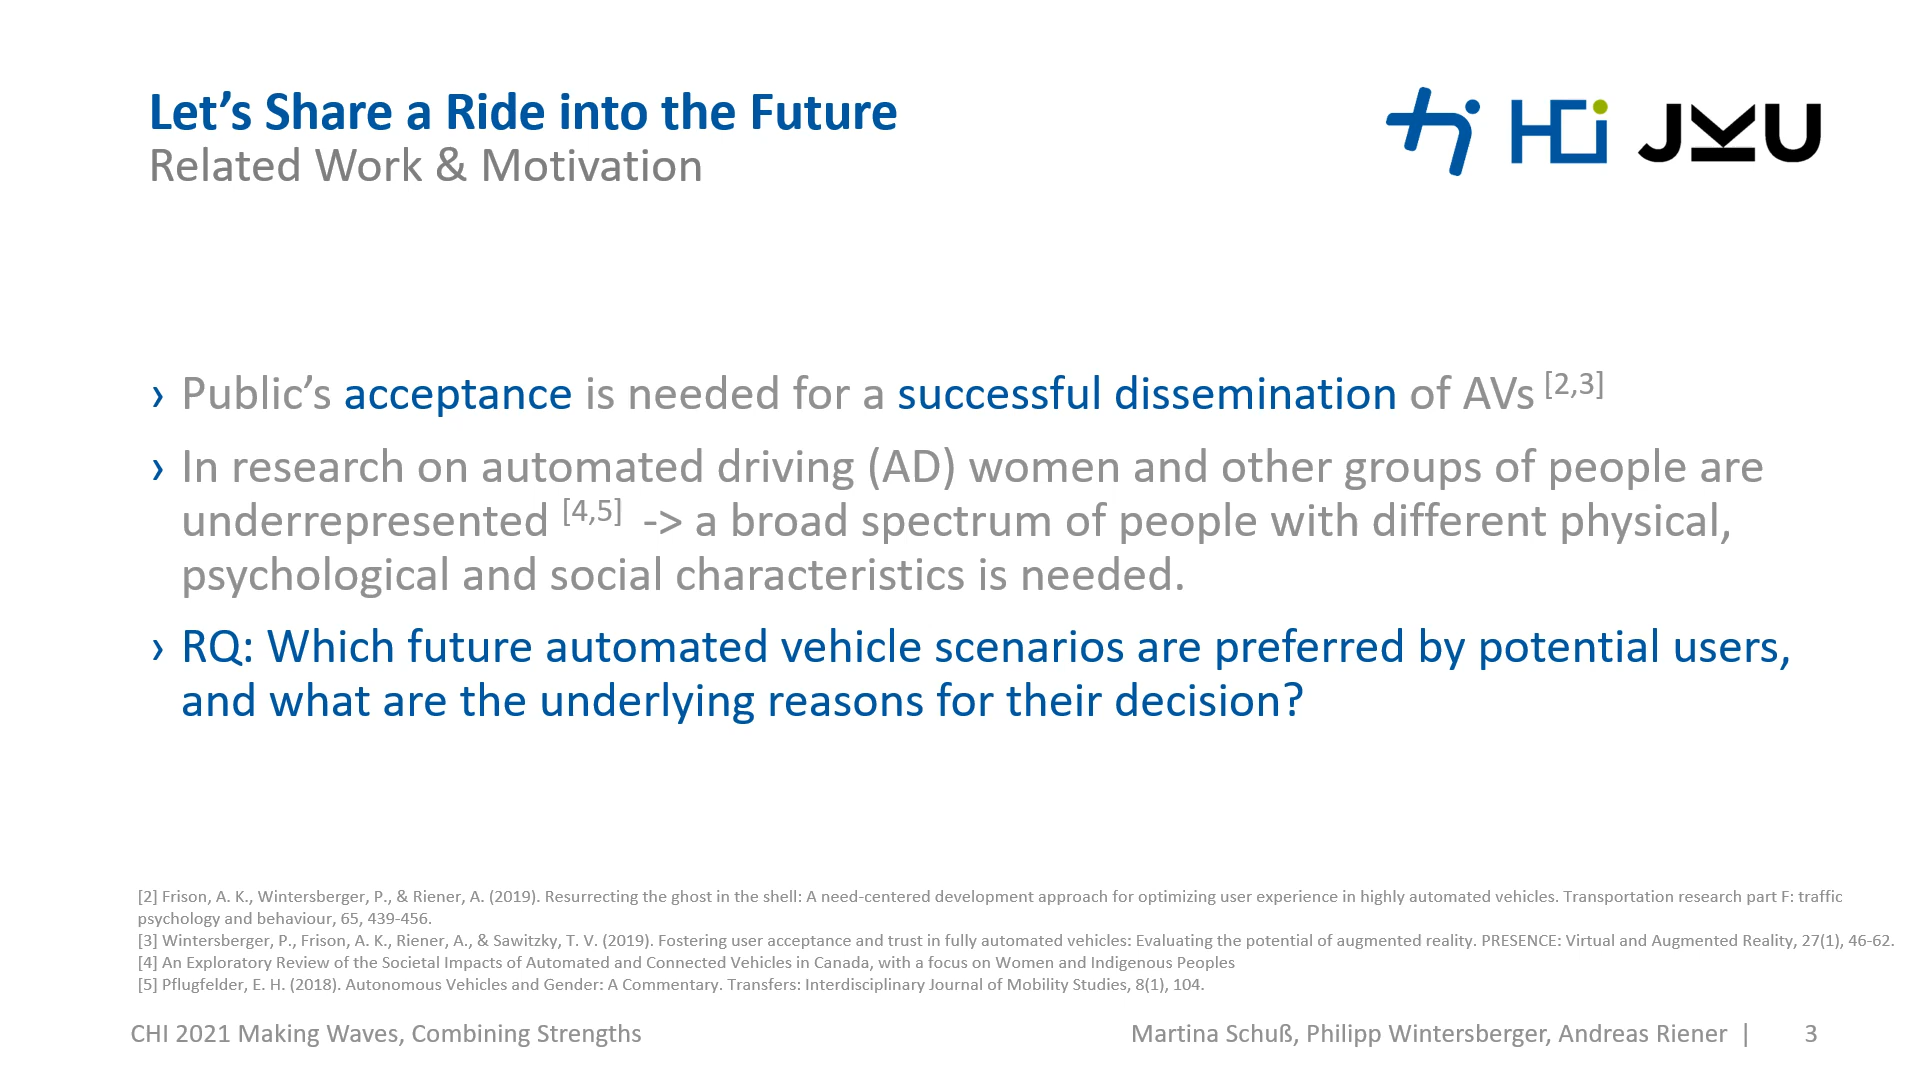 Let’s Share a Ride into the Future
Related Work & Motivation
HCi JKU
› Public’s acceptance is needed for a successful dissemination of AVs [2,3]
› In research on automated driving (AD) women and other groups of people are
underrepresented [4,5] -> a broad spectrum of people with different physical,
psychological and social characteristics is needed.
› RQ: Which future automated vehicle scenarios are preferred by potential users,
and what are the underlying reasons for their decision?
[2] Frison, A. K., Wintersberger, P., & Riener, A. (2019). Resurrecting the ghost in the shell: A need-centered development approach for optimizing user experience in highly automated vehicles. Transportation research part F: traffic
psychology and behaviour, 65, 439-456.
[3] Wintersberger, P., Frison, A. K., Riener, A., & Sawitzky, T. V. (2019). Fostering user acceptance and trust in fully automated vehicles: Evaluating the potential of augmented reality. PRESENCE: Virtual and Augmented Reality, 27(1), 46-62.
[4] An Exploratory Review of the Societal Impacts of Automated and Connected Vehicles in Canada, with a focus on Women and Indigenous Peoples
[5] Pflugfelder, E. H. (2018). Autonomous Vehicles and Gender: A Commentary. Transfers: Interdisciplinary Journal of Mobility Studies, 8(1), 104.
CHI 2021 Making Waves, Combining Strengths
Martina Schuß, Philipp Wintersberger, Andreas Riener | 3